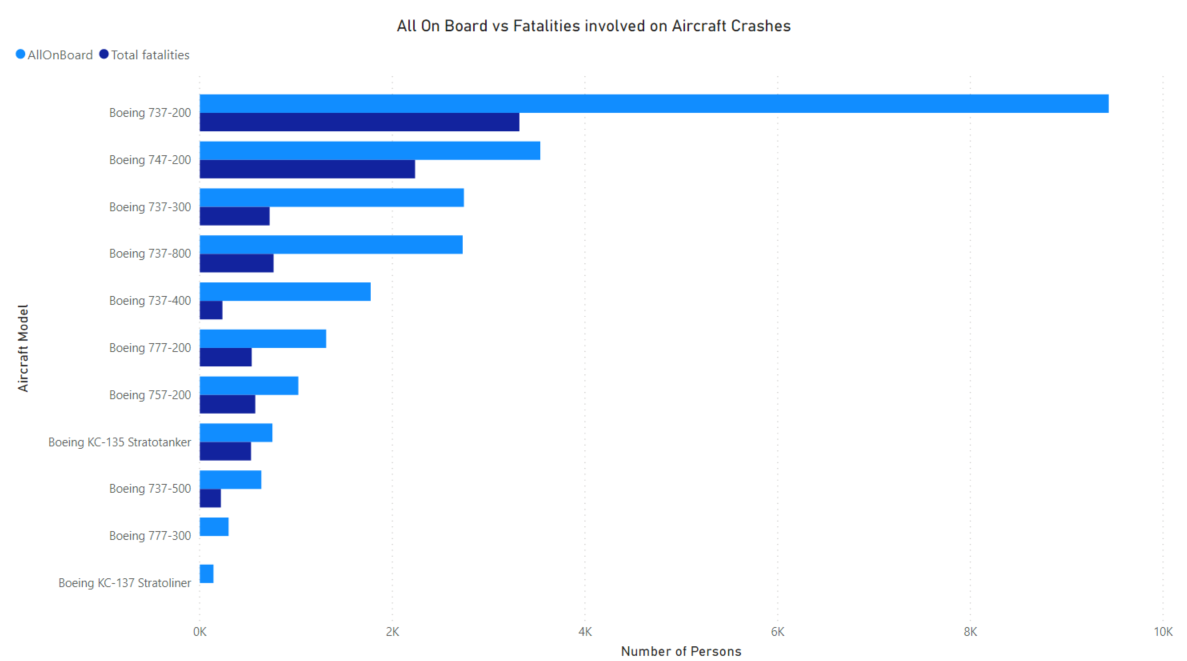 All On Board vs Fatalities involved on Aircraft Crashes
AllOnBoard Total fatalities
Aircraft Model
Boeing 737-200
Boeing 747-200
Boeing 737-300
Boeing 737-800
Boeing 737-400
Boeing 777-200
Boeing 757-200
Boeing KC-135 Stratotanker
Boeing 737-500
Boeing 777-300
Boeing KC-137 Stratoliner
0K 2K 4K 6K 8K 10K
Number of Persons